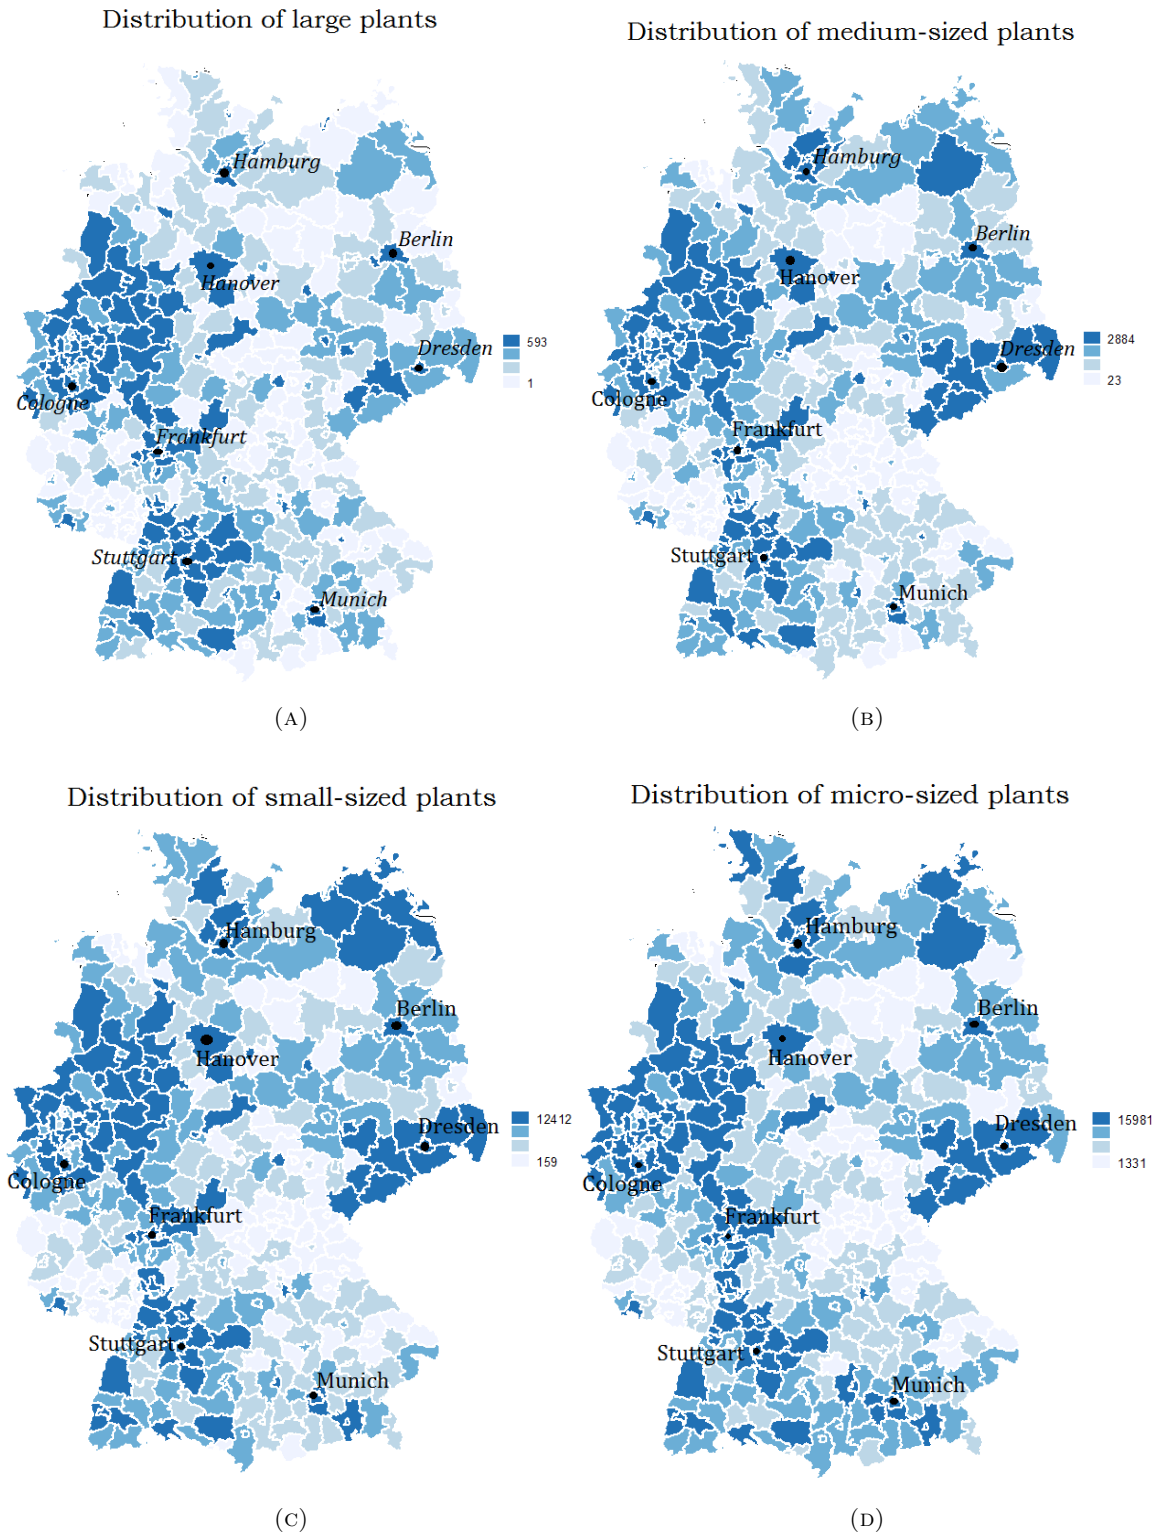 Distribution of large plants
Hamburg
Berlin
Hanover
Dresden
593
1
Cologne
Frankfurt
Stuttgart
Munich
(A)
Distribution of medium-sized plants
Hamburg
Berlin
Hanover
Dresden
2884
23
Cologne
Frankfurt
Stuttgart
Munich
(B)
Distribution of small-sized plants
Hamburg
Berlin
Hanover
Dresden
12412
159
Cologne
Frankfurt
Stuttgart
Munich
(C)
Distribution of micro-sized plants
Hamburg
Berlin
Hanover
Dresden
15981
1331
Cologne
Frankfurt
Stuttgart
Munich
(D)